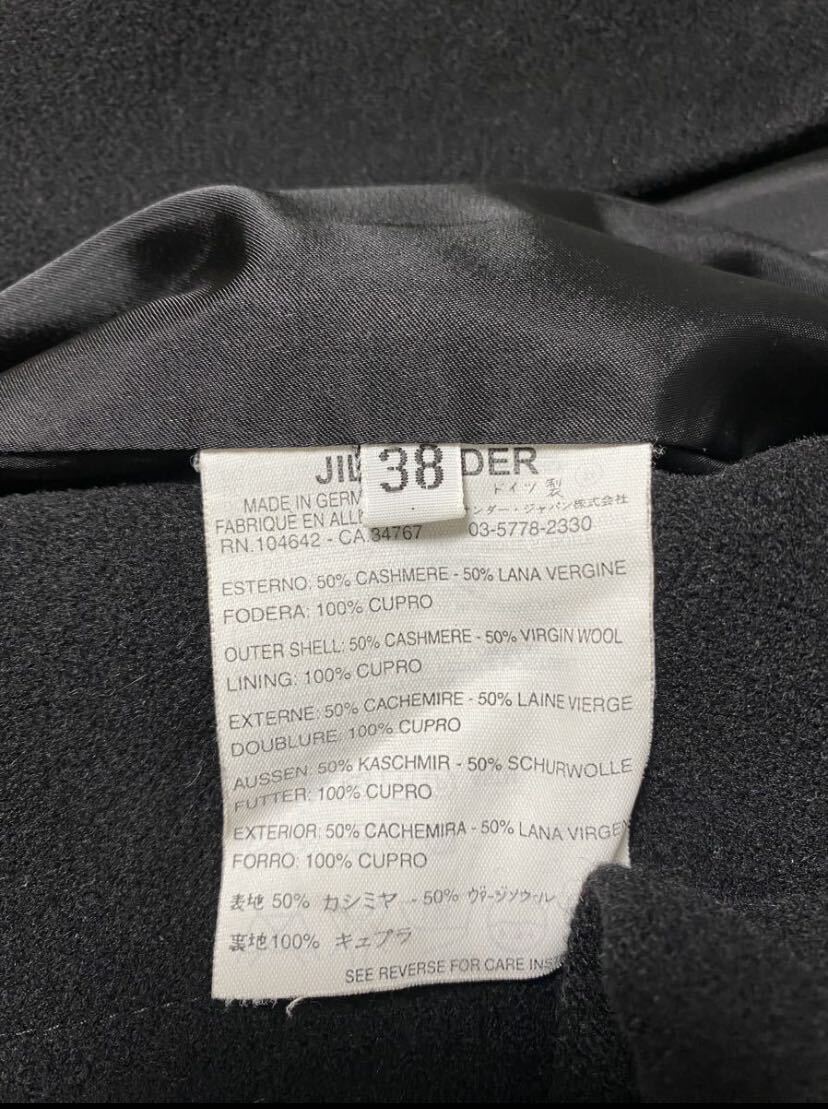 JIL DER
38
MADE IN GERM ドイツ 製
FABRIQUE EN ALL ンダー・ジャパン株式会社
RN.104642 - CA.34767 03-5778-2330
ESTERNO: 50% CASHMERE - 50% LANA VERGINE
FODERA: 100% CUPRO
OUTER SHELL: 50% CASHMERE - 50% VIRGIN WOOL
LINING: 100% CUPRO
EXTERNE: 50% CACHEMIRE - 50% LAINE VIERGE
DOUBLURE: 100% CUPRO
AUSSEN: 50% KASCHMIR - 50% SCHURWOLLE
FUTTER: 100% CUPRO
EXTERIOR: 50% CACHEMIRA - 50% LANA VIRGEN
FORRO: 100% CUPRO
表地 50% カシミヤ - 50% ヴァージンウール
裏地100% キュプラ
SEE REVERSE FOR CARE INS